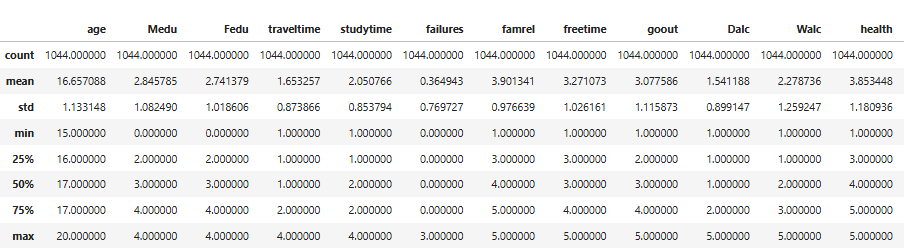 age Medu Fedu traveltime studytime failures famrel freetime goout Dalc Walc health
count 1044.000000 1044.000000 1044.000000 1044.000000 1044.000000 1044.000000 1044.000000 1044.000000 1044.000000 1044.000000 1044.000000 1044.000000
mean 16.657088 2.845785 2.741379 1.653257 2.050766 0.364943 3.901341 3.271073 3.077586 1.541188 2.278736 3.853448
std 1.133148 1.082490 1.018606 0.873866 0.853794 0.769727 0.976639 1.026161 1.115873 0.899147 1.259247 1.180936
min 15.000000 0.000000 0.000000 1.000000 1.000000 0.000000 1.000000 1.000000 1.000000 1.000000 1.000000 1.000000
25% 16.000000 2.000000 2.000000 1.000000 1.000000 0.000000 3.000000 3.000000 2.000000 1.000000 1.000000 3.000000
50% 17.000000 3.000000 3.000000 1.000000 2.000000 0.000000 4.000000 3.000000 3.000000 1.000000 2.000000 4.000000
75% 17.000000 4.000000 4.000000 2.000000 2.000000 0.000000 5.000000 4.000000 4.000000 2.000000 3.000000 5.000000
max 20.000000 4.000000 4.000000 4.000000 4.000000 3.000000 5.000000 5.000000 5.000000 5.000000 5.000000 5.000000